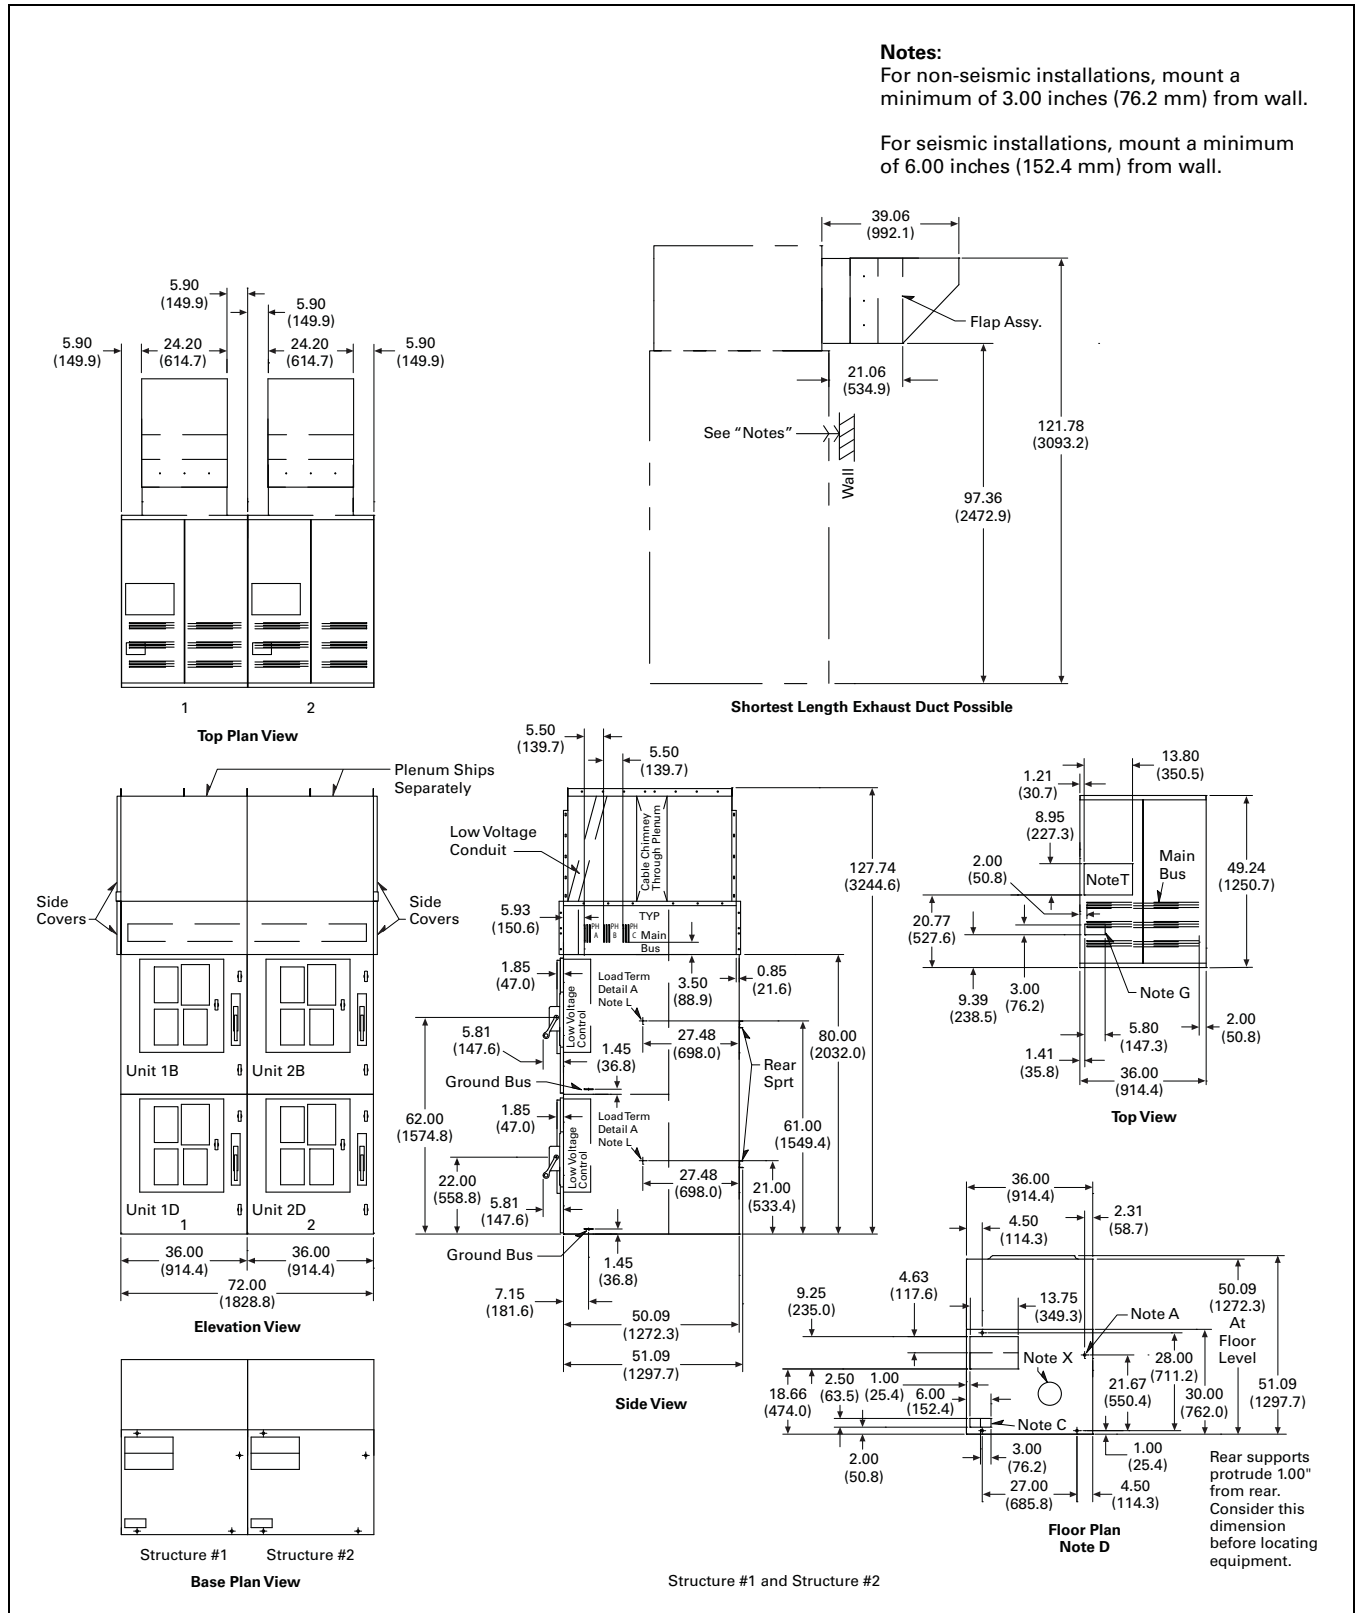 Notes:
For non-seismic installations, mount a
minimum of 3.00 inches (76.2 mm) from wall.
For seismic installations, mount a minimum
of 6.00 inches (152.4 mm) from wall.
5.90
(149.9)
5.90
(149.9)
5.90
(149.9)
24.20
(614.7)
24.20
(614.7)
5.90
(149.9)
1
2
Top Plan View
39.06
(992.1)
Flap Assy.
21.06
(534.9)
See “Notes”
Wall
121.78
(3093.2)
97.36
(2472.9)
Shortest Length Exhaust Duct Possible
Plenum Ships
Separately
Side
Covers
Side
Covers
Unit 1B
Unit 2B
Unit 1D
Unit 2D
1
2
36.00
(914.4)
36.00
(914.4)
72.00
(1828.8)
Elevation View
5.50
(139.7)
5.50
(139.7)
Low Voltage
Conduit
Cable Chimney
Through Plenum
127.74
(3244.6)
5.93
(150.6)
TYP
PH
A
PH
B
PH
C
Main
Bus
1.85
(47.0)
Load Term
Detail A
Note L
3.50
(88.9)
0.85
(21.6)
Low Voltage
Control
5.81
(147.6)
27.48
(698.0)
80.00
(2032.0)
1.45
(36.8)
Rear
Sprt
Ground Bus
62.00
(1574.8)
1.85
(47.0)
Load Term
Detail A
Note L
61.00
(1549.4)
Low Voltage
Control
22.00
(558.8)
27.48
(698.0)
21.00
(533.4)
5.81
(147.6)
Ground Bus
1.45
(36.8)
7.15
(181.6)
50.09
(1272.3)
51.09
(1297.7)
Side View
13.80
(350.5)
1.21
(30.7)
8.95
(227.3)
2.00
(50.8)
Note T
Main
Bus
49.24
(1250.7)
20.77
(527.6)
3.00
(76.2)
Note G
9.39
(238.5)
5.80
(147.3)
2.00
(50.8)
1.41
(35.8)
36.00
(914.4)
Top View
36.00
(914.4)
2.31
(58.7)
4.50
(114.3)
4.63
(117.6)
9.25
(235.0)
13.75
(349.3)
Note A
50.09
(1272.3)
At
Floor
Level
Note X
28.00
(711.2)
2.50
(63.5)
1.00
(25.4)
6.00
(152.4)
18.66
(474.0)
21.67
(550.4)
30.00
(762.0)
51.09
(1297.7)
Note C
2.00
(50.8)
3.00
(76.2)
1.00
(25.4)
27.00
(685.8)
4.50
(114.3)
Floor Plan
Note D
Rear supports
protrude 1.00"
from rear.
Consider this
dimension
before locating
equipment.
Structure #1
Structure #2
Base Plan View
Structure #1 and Structure #2